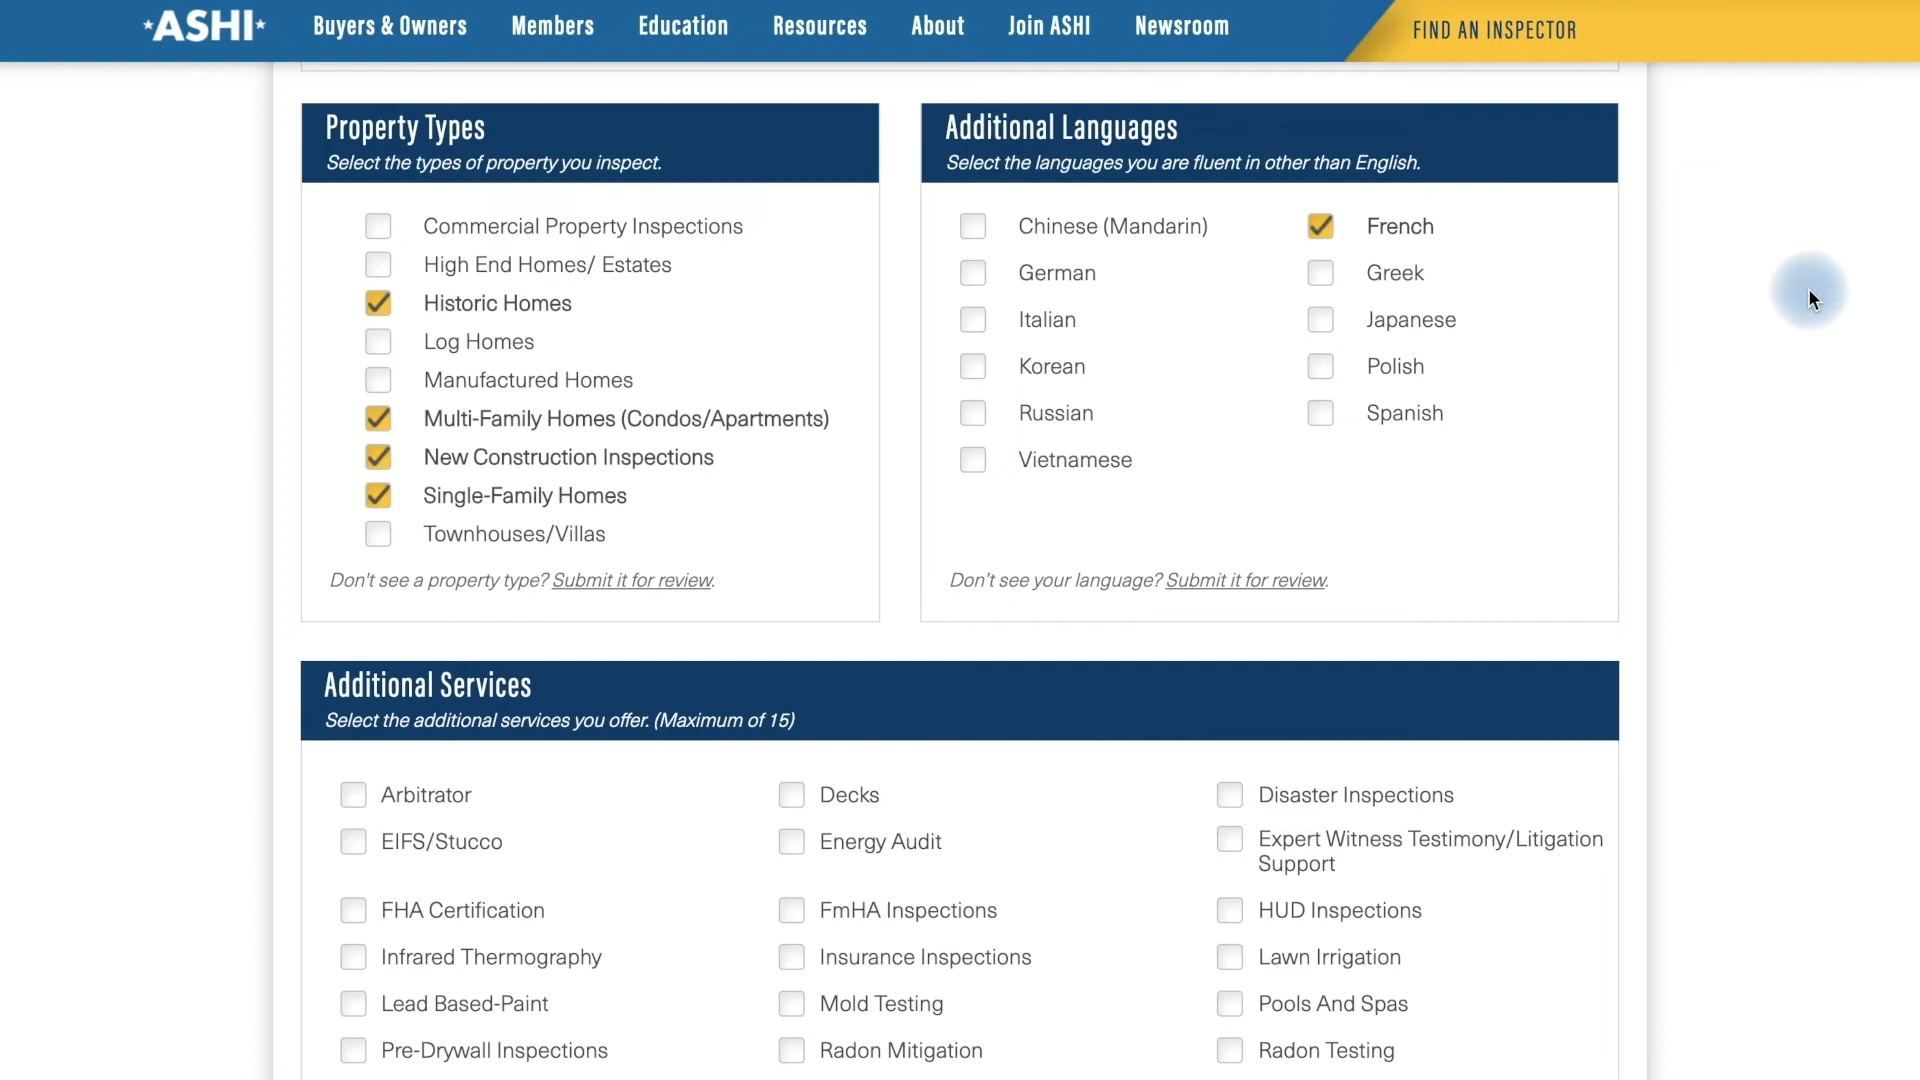 ASHI
Buyers & Owners
Members
Education
Resources
About
Join ASHI
Newsroom
FIND AN INSPECTOR
Property Types
Select the types of property you inspect.
Commercial Property Inspections
High End Homes/ Estates
Historic Homes
Log Homes
Manufactured Homes
Multi-Family Homes (Condos/Apartments)
New Construction Inspections
Single-Family Homes
Townhouses/Villas
Don't see a property type? Submit it for review.
Additional Languages
Select the languages you are fluent in other than English.
Chinese (Mandarin)
French
German
Greek
Italian
Japanese
Korean
Polish
Russian
Spanish
Vietnamese
Don't see your language? Submit it for review.
Additional Services
Select the additional services you offer. (Maximum of 15)
Arbitrator
Decks
Disaster Inspections
EIFS/Stucco
Energy Audit
Expert Witness Testimony/Litigation
Support
FHA Certification
FmHA Inspections
HUD Inspections
Infrared Thermography
Insurance Inspections
Lawn Irrigation
Lead Based-Paint
Mold Testing
Pools And Spas
Pre-Drywall Inspections
Radon Mitigation
Radon Testing